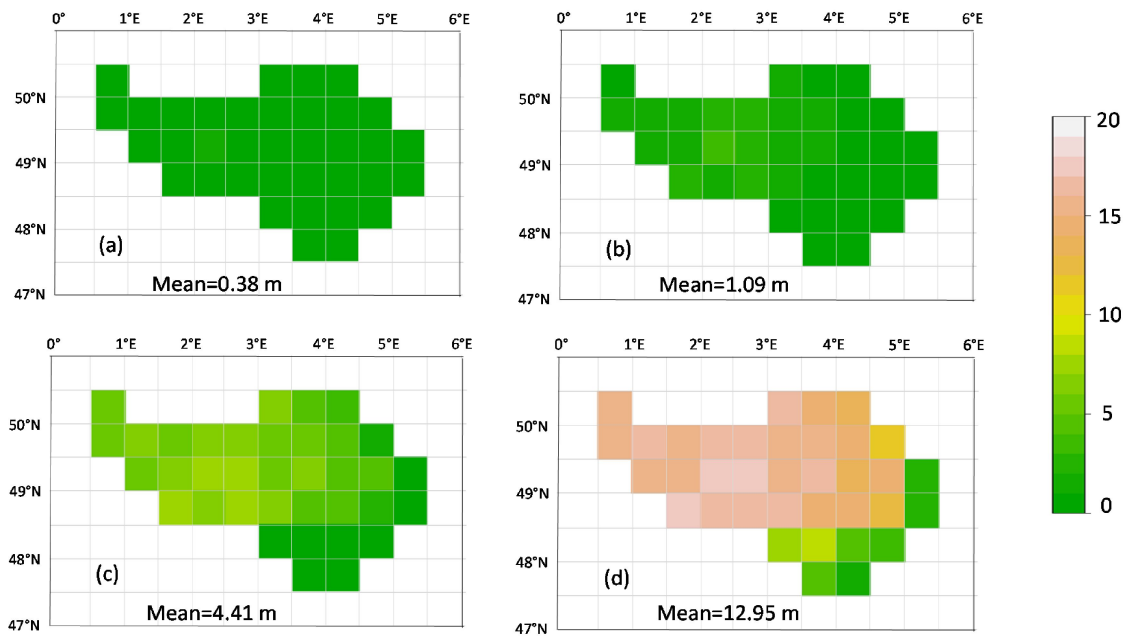 0° 1°E 2°E 3°E 4°E 5°E 6°E
0° 1°E 2°E 3°E 4°E 5°E 6°E
50°N
49°N
48°N
47°N
(a)
Mean=0.38 m
50°N
49°N
48°N
47°N
(b)
Mean=1.09 m
20
15
10
5
0
0° 1°E 2°E 3°E 4°E 5°E 6°E
0° 1°E 2°E 3°E 4°E 5°E 6°E
50°N
49°N
48°N
47°N
(c)
Mean=4.41 m
50°N
49°N
48°N
47°N
(d)
Mean=12.95 m